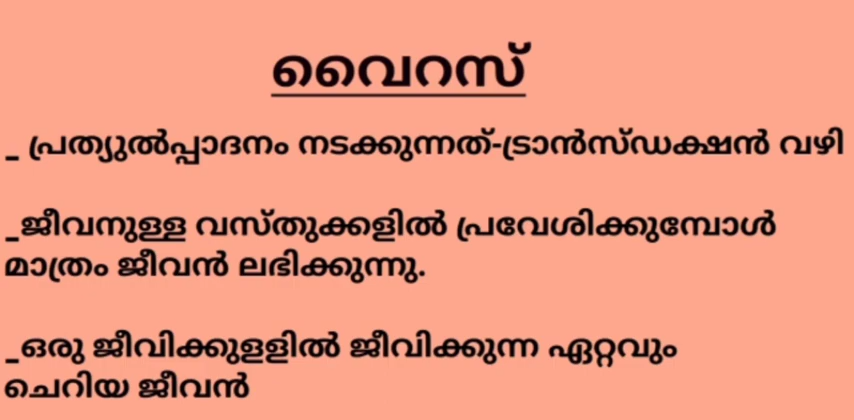 വൈറസ്
_ പ്രത്യുൽപ്പാദനം നടക്കുന്നത്-ട്രാൻസ്ഡക്ഷൻ വഴി
_ജീവനുള്ള വസ്തുക്കളിൽ പ്രവേശിക്കുമ്പോൾ
മാത്രം ജീവൻ ലഭിക്കുന്നു.
_ഒരു ജീവിക്കുളളിൽ ജീവിക്കുന്ന ഏറ്റവും
ചെറിയ ജീവൻ